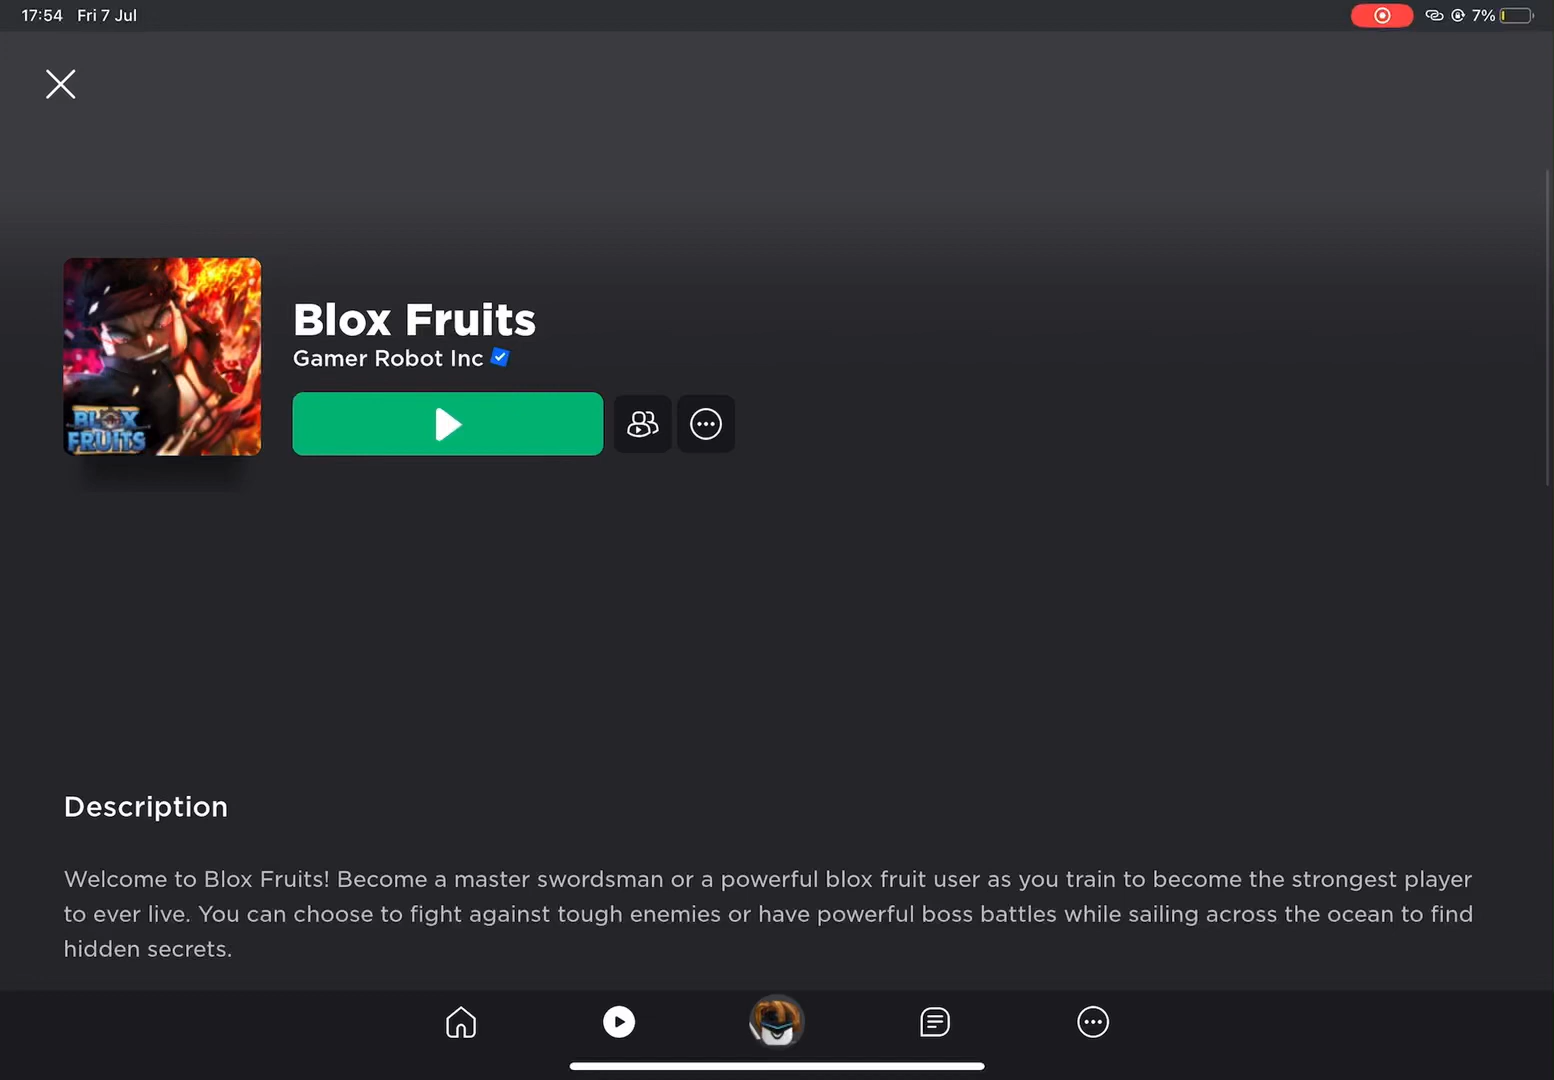 17:54 Fri 7 Jul
7%
BLOX
FRUITS
Blox Fruits
Gamer Robot Inc
Description
Welcome to Blox Fruits! Become a master swordsman or a powerful blox fruit user as you train to become the strongest player
to ever live. You can choose to fight against tough enemies or have powerful boss battles while sailing across the ocean to find
hidden secrets.